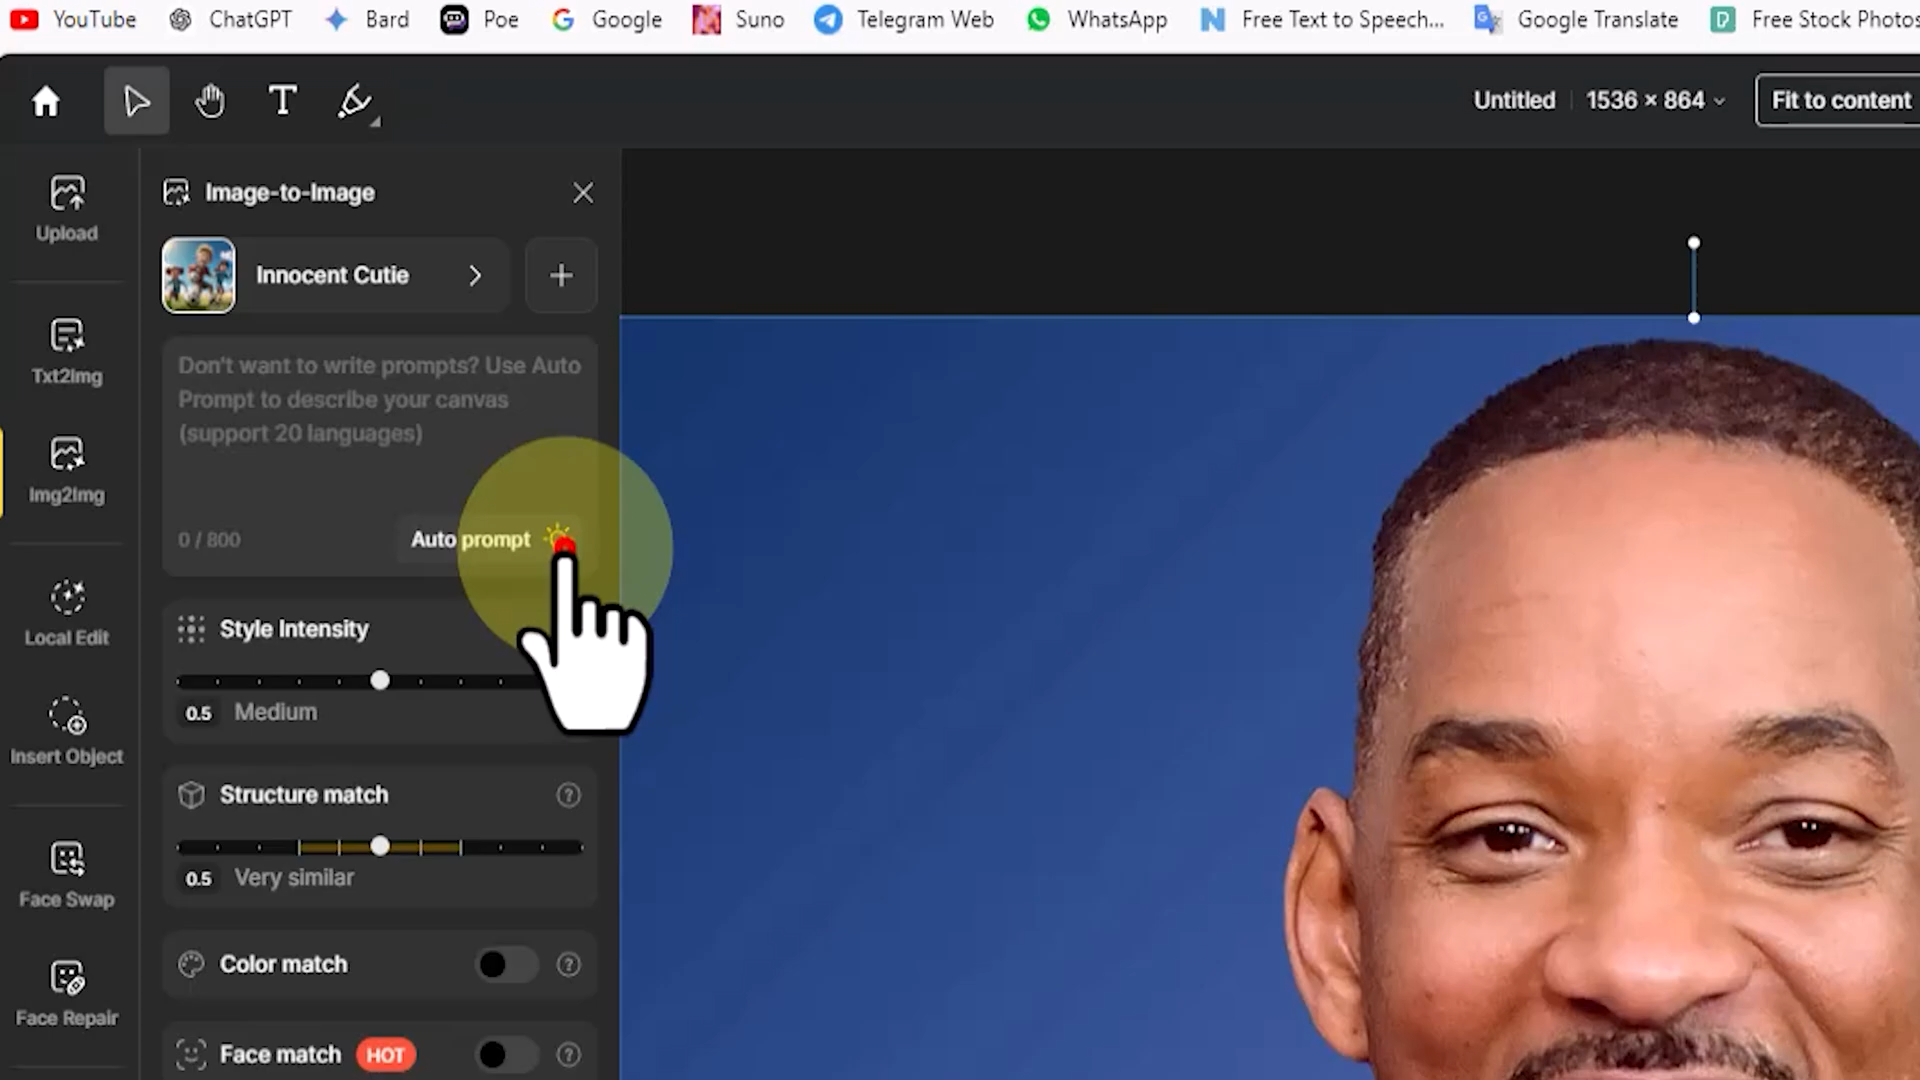 YouTube ChatGPT Bard Poe Google Suno Telegram Web WhatsApp Free Text to Speech... Google Translate Free Stock Photos
Untitled 1536 × 864 Fit to content
Upload
Txt2Img
Img2Img
Local Edit
Insert Object
Face Swap
Face Repair
Image-to-Image
Innocent Cutie
Don't want to write prompts? Use Auto
Prompt to describe your canvas
(support 20 languages)
0 / 800 Auto prompt
Style Intensity
0.5 Medium
Structure match
0.5 Very similar
Color match
Face match HOT